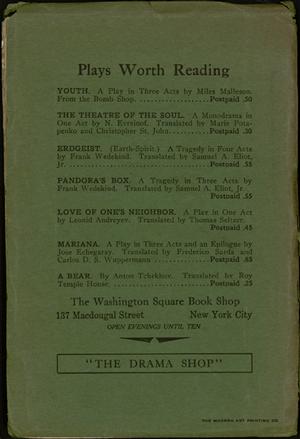 Plays Worth Reading
YOUTH. A Play in Three Acts by Miles Malleson.
From the Bomb Shop. ....................Postpaid .50
THE THEATRE OF THE SOUL. A Monodrama in
One Act by N. Evreinof. Translated by Marie Pota-
penko and Christopher St. John...........Postpaid .30
ERDGEIST. (Earth-Spirit.) A Tragedy in Four Acts
by Frank Wedekind. Translated by Samuel A. Eliot,
Jr. ........................................Postpaid .55
PANDORA'S BOX. A Tragedy in Three Acts by
Frank Wedekind. Translated by Samuel A. Eliot, Jr.
Postpaid .55
LOVE OF ONE'S NEIGHBOR. A Play in One Act
by Leonid Andreyev. Translated by Thomas Seltzer.
Postpaid .45
MARIANA. A Play in Three Acts and an Epilogue by
Jose Echegaray. Translated by Frederico Sarda and
Carlos D. S. Wuppermann................Postpaid .85
A BEAR. By Anton Tchekhov. Translated by Roy
Temple House...........................Postpaid .25
The Washington Square Book Shop
137 Macdougal Street New York City
OPEN EVENINGS UNTIL TEN
"THE DRAMA SHOP"
THE MODERN ART PRINTING CO.